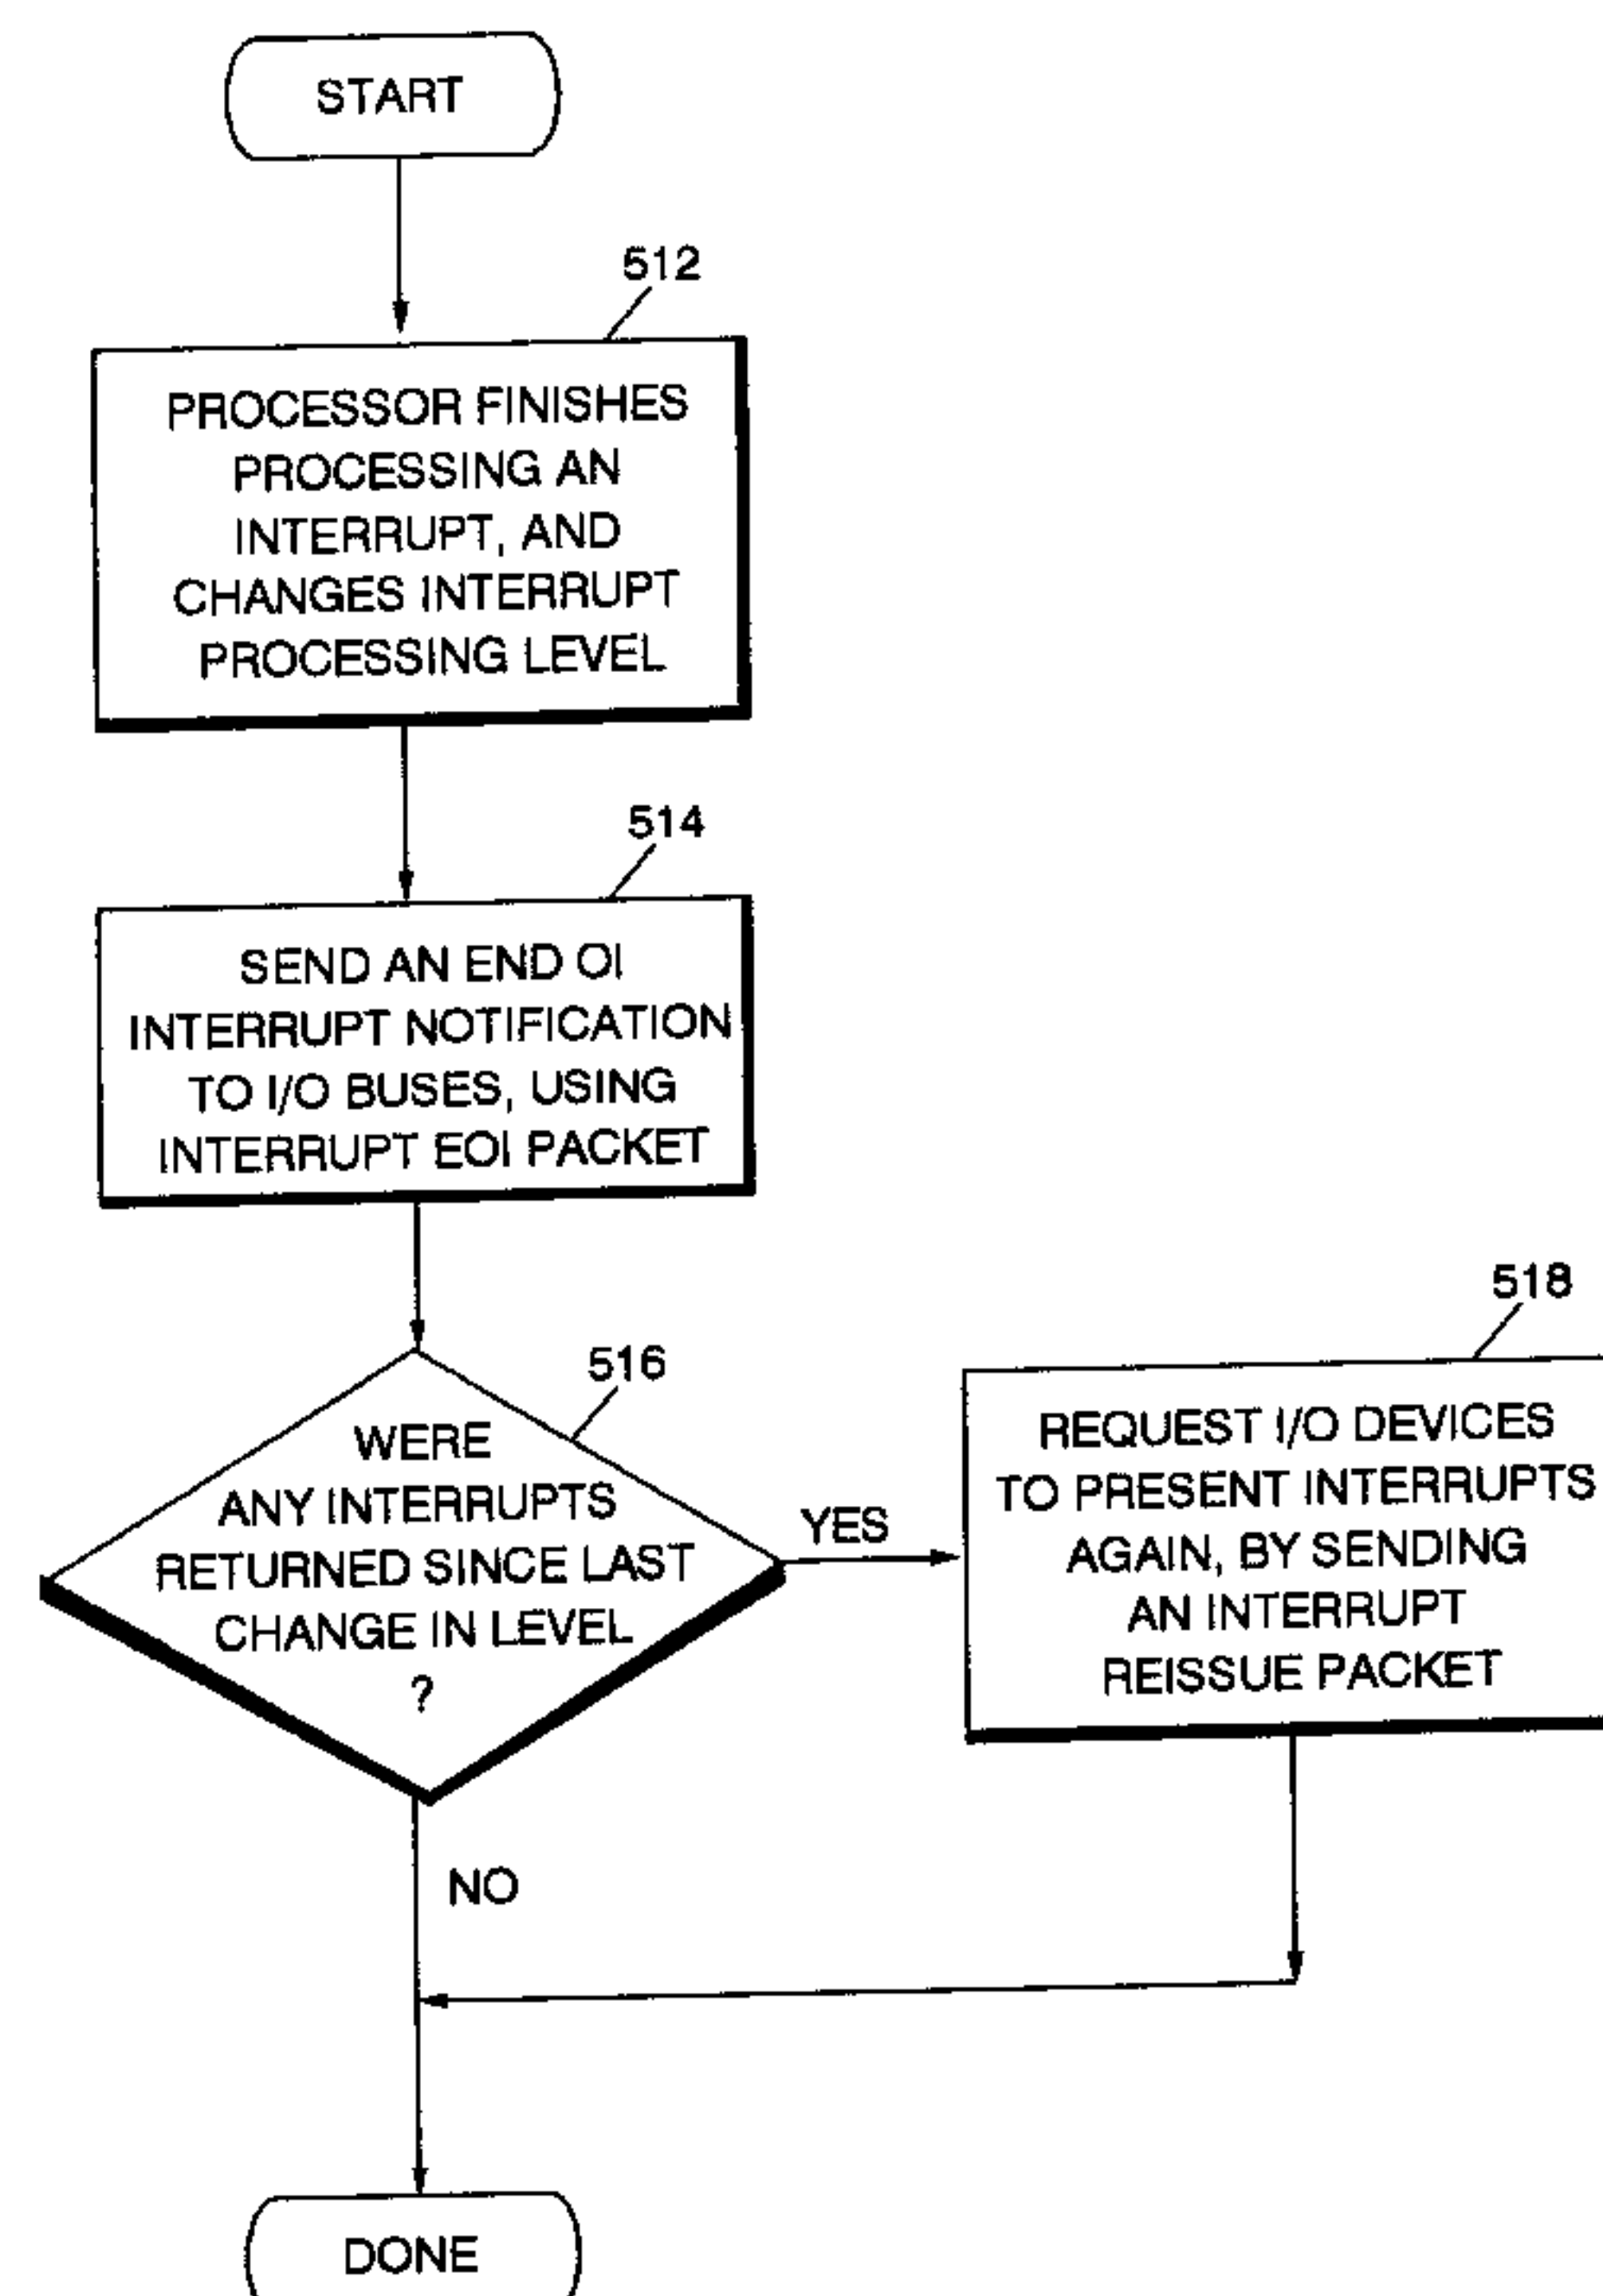 START
512
PROCESSOR FINISHES
PROCESSING AN
INTERRUPT, AND
CHANGES INTERRUPT
PROCESSING LEVEL
514
SEND AN END OI
INTERRUPT NOTIFICATION
TO I/O BUSES, USING
INTERRUPT EOI PACKET
516
WERE
ANY INTERRUPTS
RETURNED SINCE LAST
CHANGE IN LEVEL
?
YES
518
REQUEST I/O DEVICES
TO PRESENT INTERRUPTS
AGAIN, BY SENDING
AN INTERRUPT
REISSUE PACKET
NO
DONE